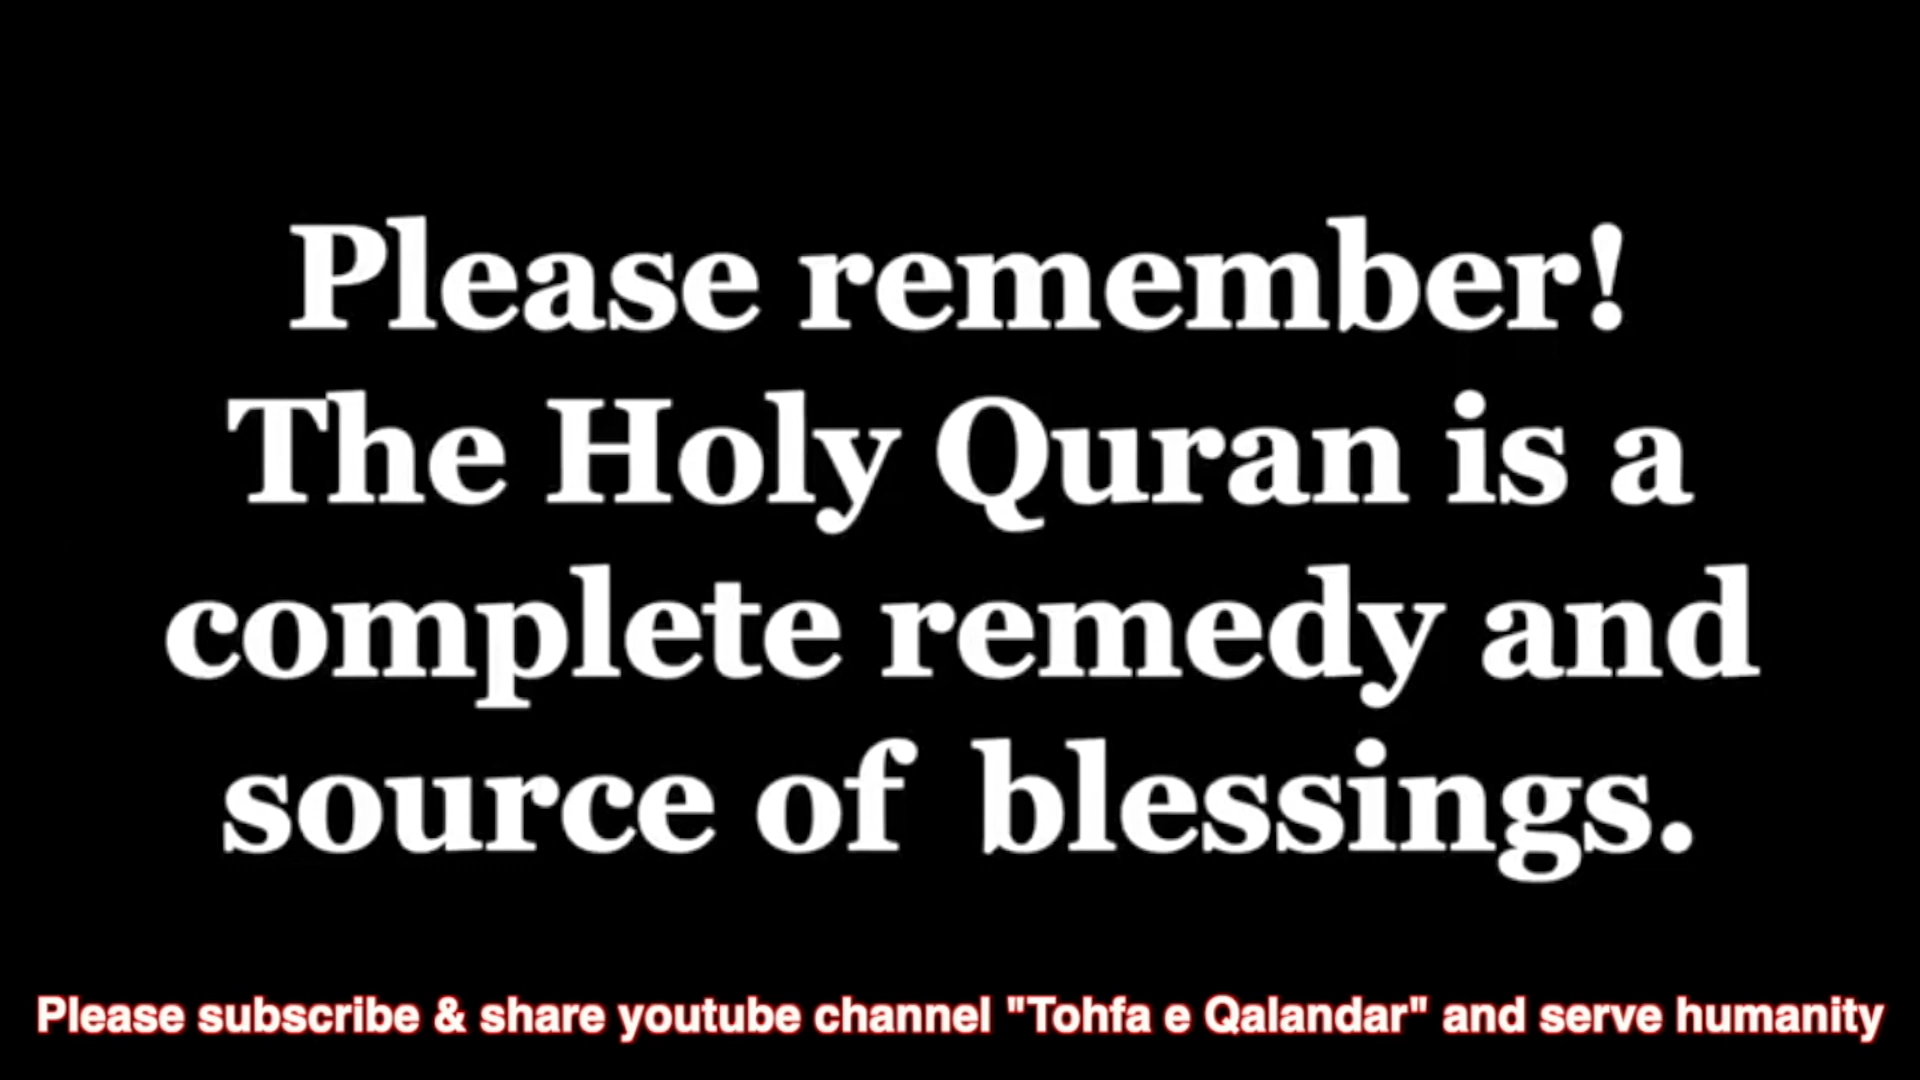 Please remember!
The Holy Quran is a
complete remedy and
source of blessings.
Please subscribe & share youtube channel "Tohfa e Qalandar" and serve humanity